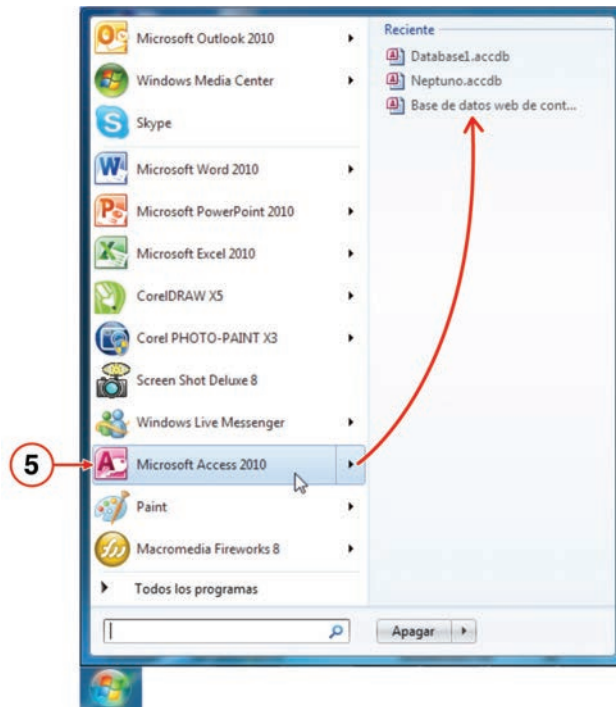 Microsoft Outlook 2010
Windows Media Center
Skype
Microsoft Word 2010
Microsoft PowerPoint 2010
Microsoft Excel 2010
CorelDRAW X5
Corel PHOTO-PAINT X3
Screen Shot Deluxe 8
Windows Live Messenger
5
Microsoft Access 2010
Paint
Macromedia Fireworks 8
Todos los programas
Reciente
Database1.accdb
Neptuno.accdb
Base de datos web de cont...
Apagar